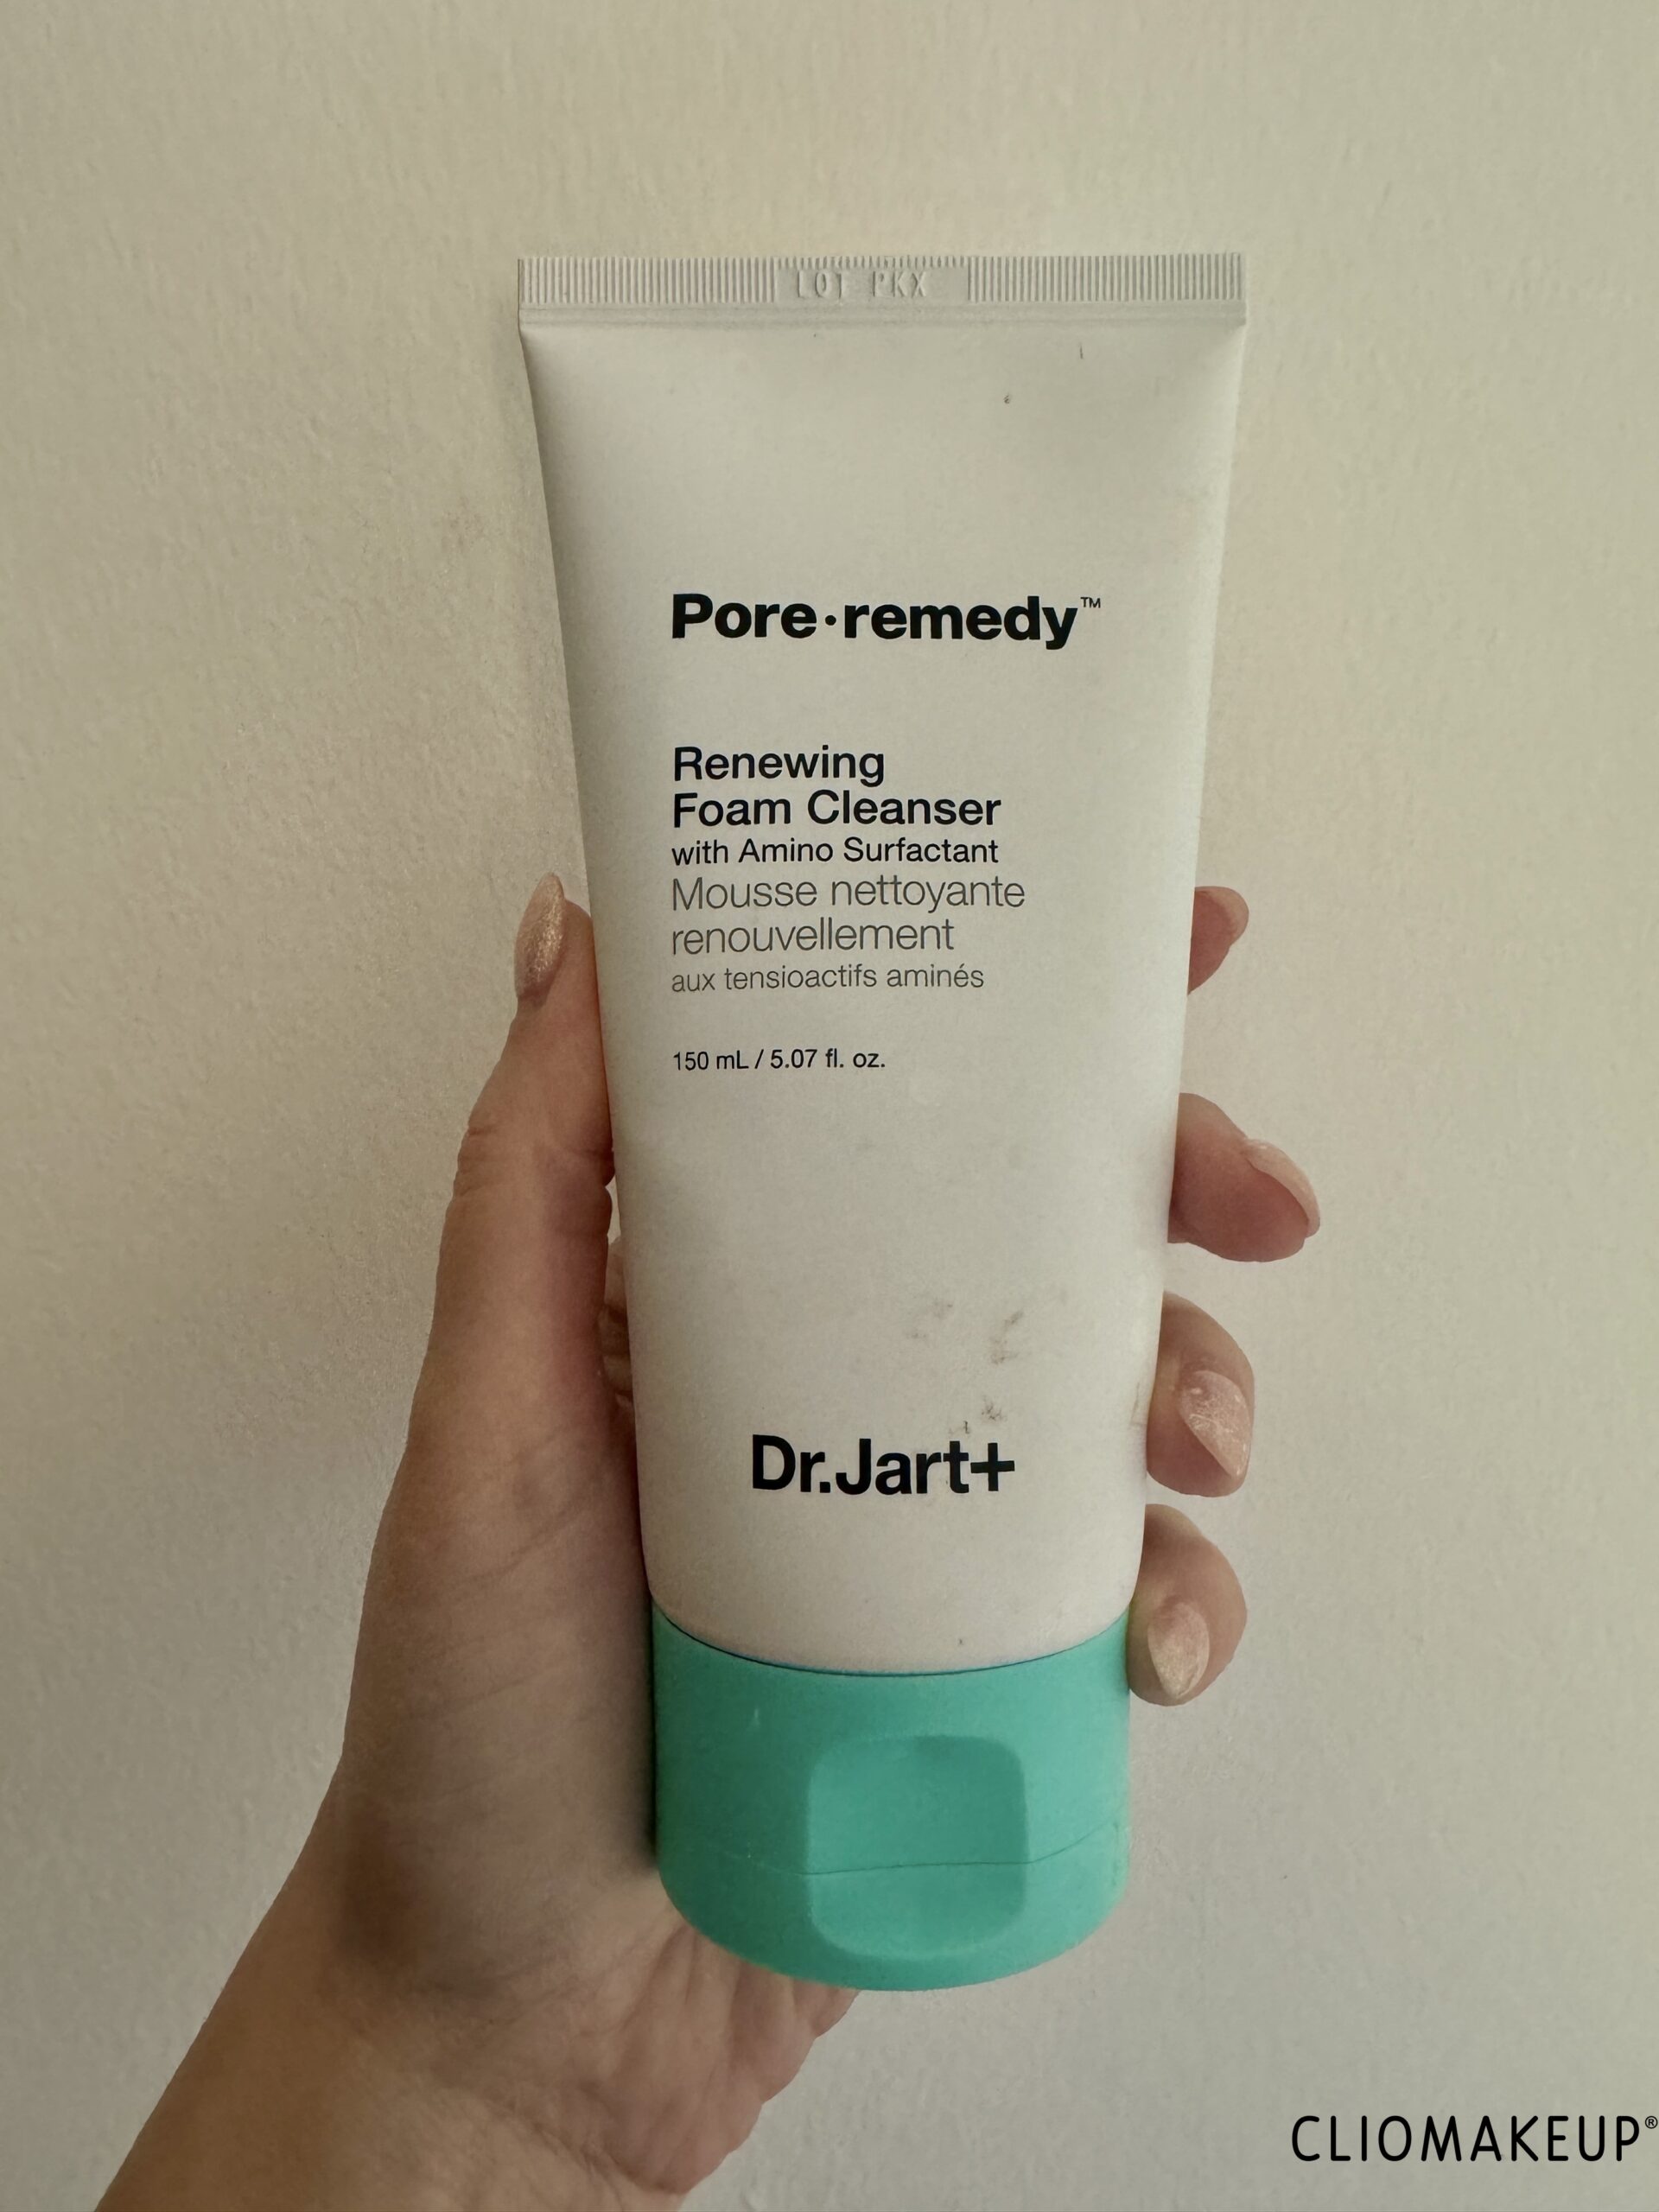 LOT PKX
Pore·remedy™
Renewing
Foam Cleanser
with Amino Surfactant
Mousse nettoyante
renouvellement
aux tensioactifs aminés
150 mL / 5.07 fl. oz.
Dr.Jart+
CLIOMAKEUP®